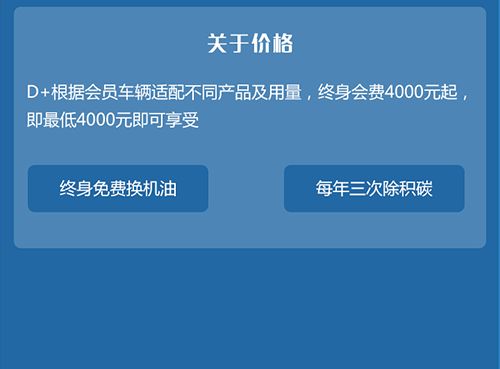 关于价格
D+根据会员车辆适配不同产品及用量，终身会费4000元起，
即最低4000元即可享受
终身免费换机油
每年三次除积碳